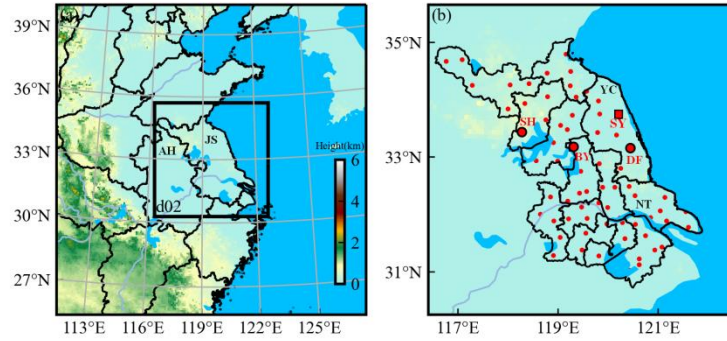 (b)
39°N
36°N
33°N
30°N
27°N
AH
JS
d02
Height(km)
6
4
2
0
113°E
116°E
119°E
122°E
125°E
35°N
33°N
31°N
YC
SY
SH
BY
DF
NT
117°E
119°E
121°E